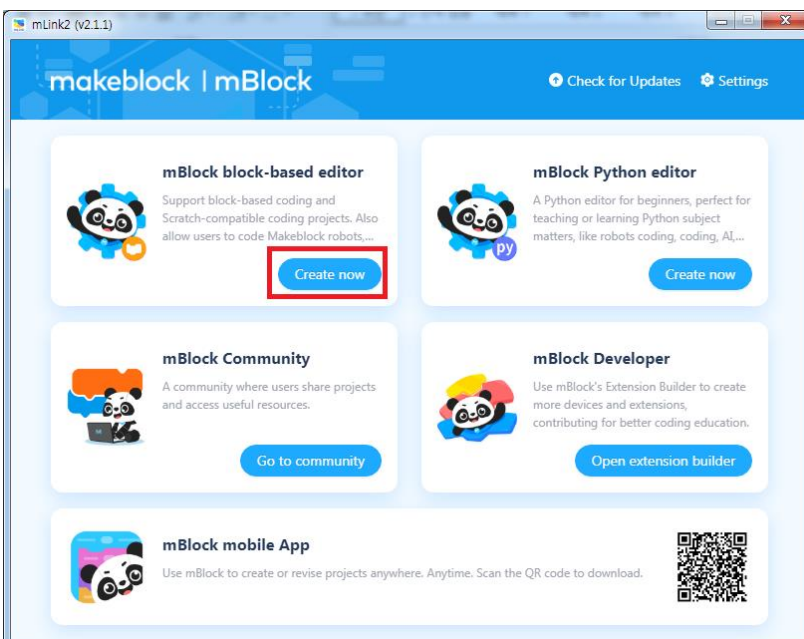 mLink2 (v2.1.1)
makeblock | mBlock
Check for Updates
Settings
mBlock block-based editor
Support block-based coding and
Scratch-compatible coding projects. Also
allow users to code Makeblock robots,...
Create now
mBlock Python editor
A Python editor for beginners, perfect for
teaching or learning Python subject
matters, like robots coding, coding, AI,...
py
Create now
mBlock Community
A community where users share projects
and access useful resources.
Go to community
mBlock Developer
Use mBlock's Extension Builder to create
more devices and extensions,
contributing for better coding education.
Open extension builder
mBlock mobile App
Use mBlock to create or revise projects anywhere. Anytime. Scan the QR code to download.